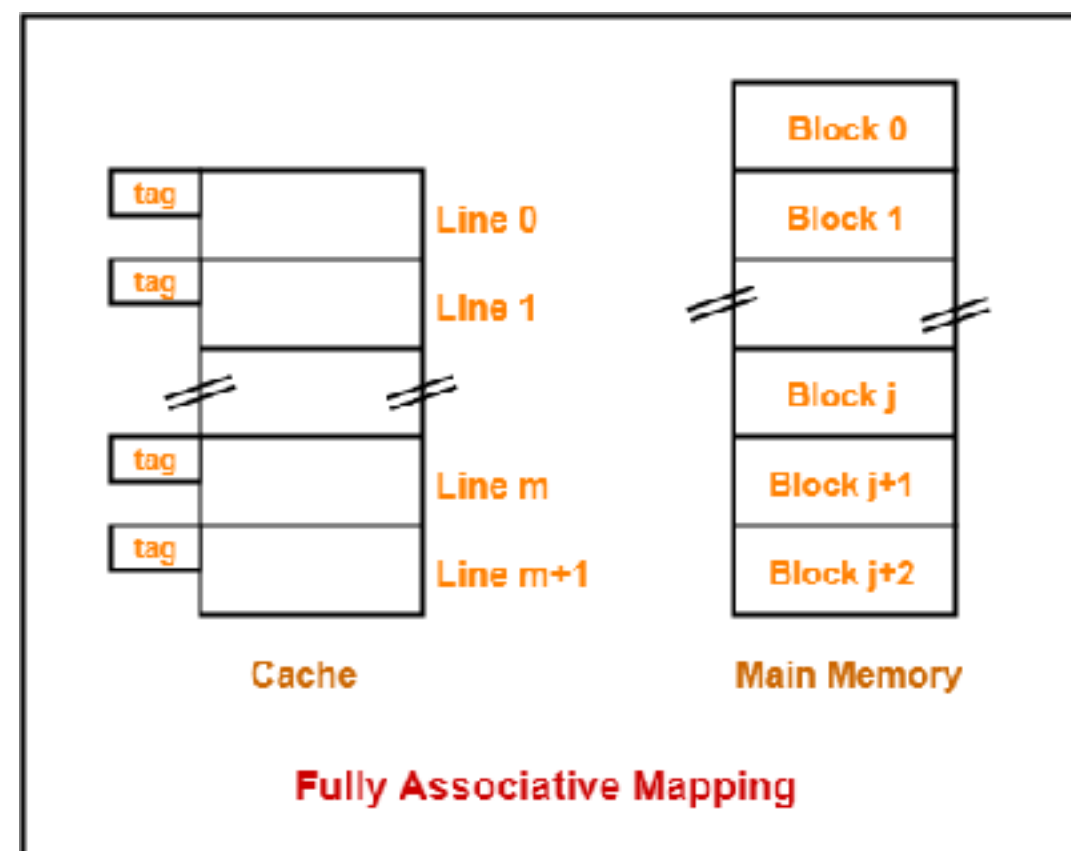 tag
Line 0
tag
Line 1
tag
Line m
tag
Line m+1
Cache
Block 0
Block 1
Block j
Block j+1
Block j+2
Main Memory
Fully Associative Mapping